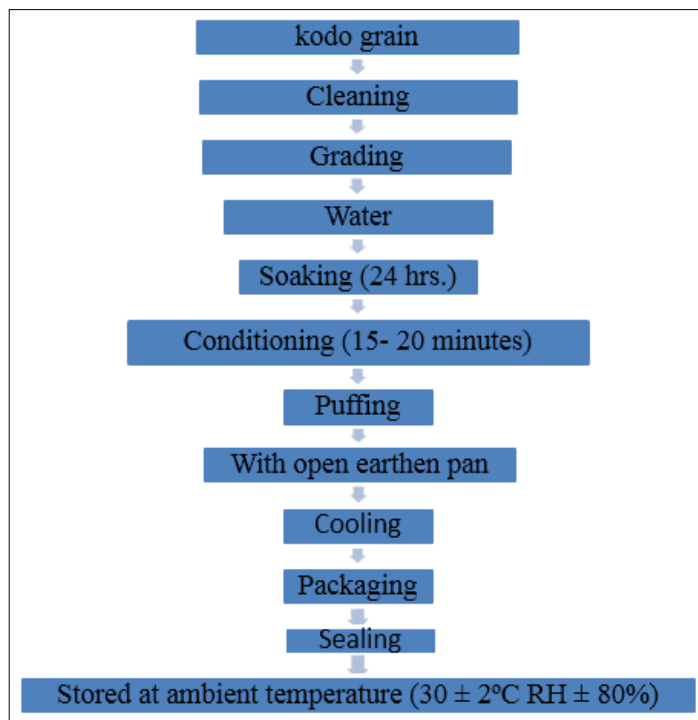 kodo grain
Cleaning
Grading
Water
Soaking (24 hrs.)
Conditioning (15- 20 minutes)
Puffing
With open earthen pan
Cooling
Packaging
Sealing
Stored at ambient temperature (30 ± 2ºC RH ± 80%)